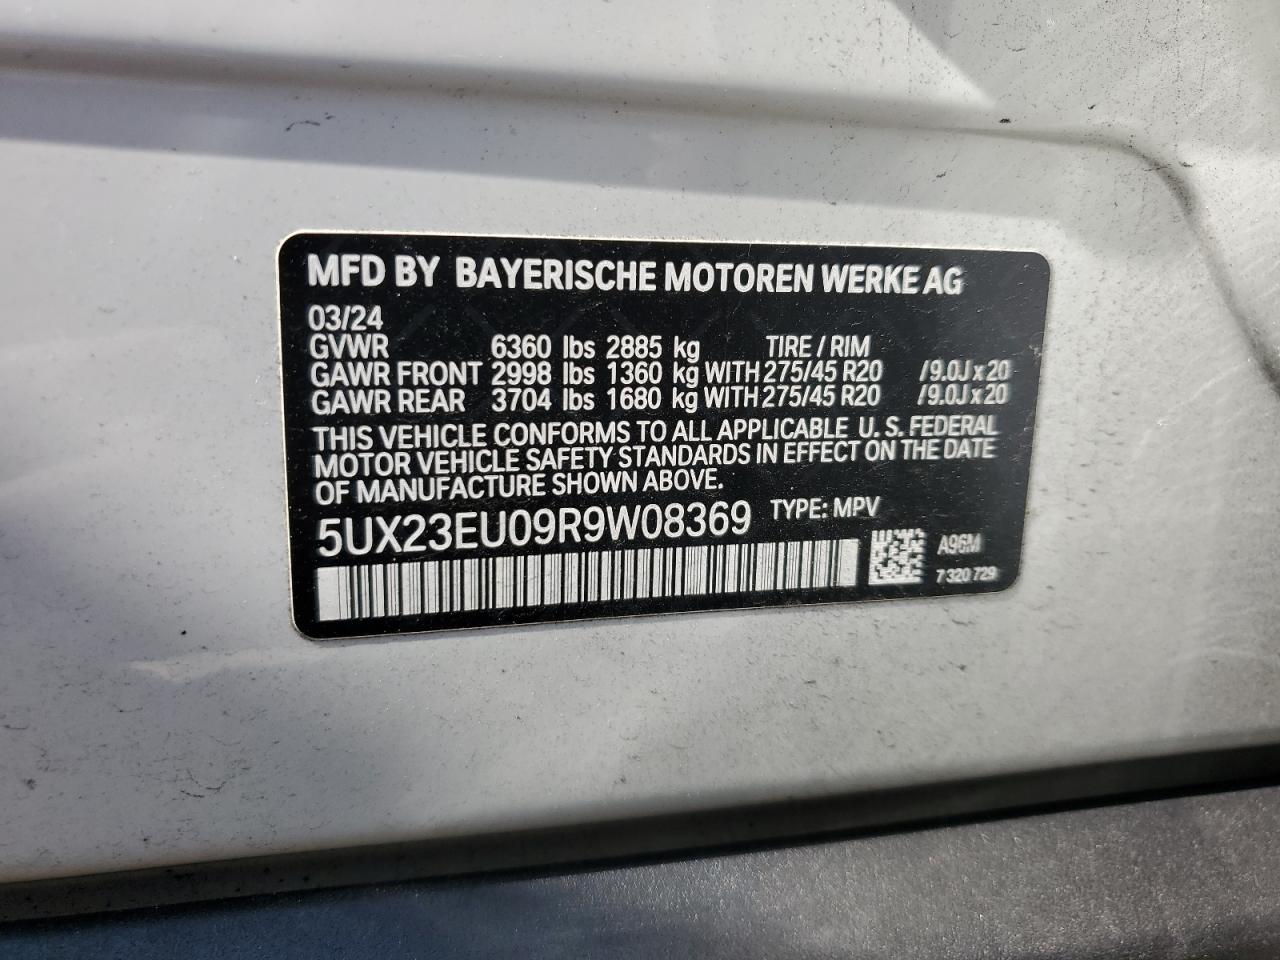 MFD BY BAYERISCHE MOTOREN WERKE AG
03/24
GVWR 6360 lbs 2885 kg TIRE / RIM
GAWR FRONT 2998 lbs 1360 kg WITH 275/45 R20 /9.0J x 20
GAWR REAR 3704 lbs 1680 kg WITH 275/45 R20 /9.0J x 20
THIS VEHICLE CONFORMS TO ALL APPLICABLE U. S. FEDERAL
MOTOR VEHICLE SAFETY STANDARDS IN EFFECT ON THE DATE
OF MANUFACTURE SHOWN ABOVE.
5UX23EU09R9W08369 TYPE: MPV
A96M
7 320 729